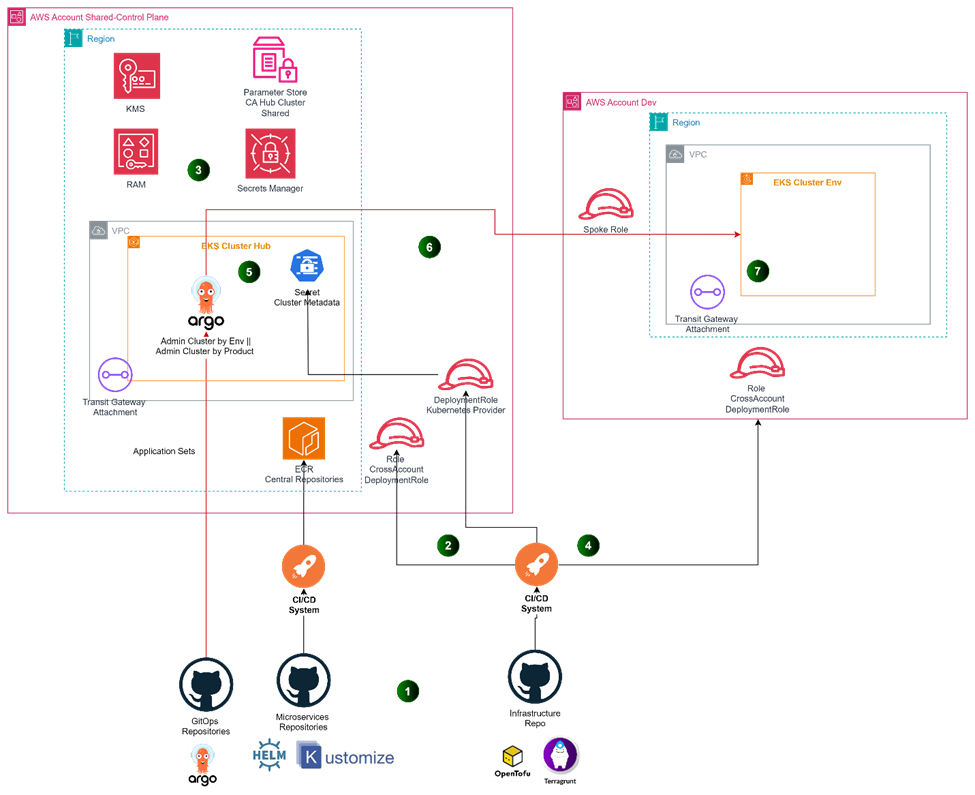 AWS Account Shared-Control Plane
Region
KMS
Parameter Store
CA Hub Cluster
Shared
RAM
3
Secrets Manager
VPC
EKS Cluster Hub
5
Secret
Cluster Metadata
argo
Admin Cluster by Env ||
Admin Cluster by Product
Transit Gateway
Attachment
Application Sets
ECR
Central Repositories
6
DeploymentRole
Kubernetes Provider
Role
CrossAccount
DeploymentRole
AWS Account Dev
Region
VPC
EKS Cluster Env
Spoke Role
7
Transit Gateway
Attachment
Role
CrossAccount
DeploymentRole
2
4
CI/CD
System
CI/CD
System
1
GitOps
Repositories
argo
Microservices
Repositories
HELM
K
ustomize
Infrastructure
Repo
OpenTofu
Terragrunt